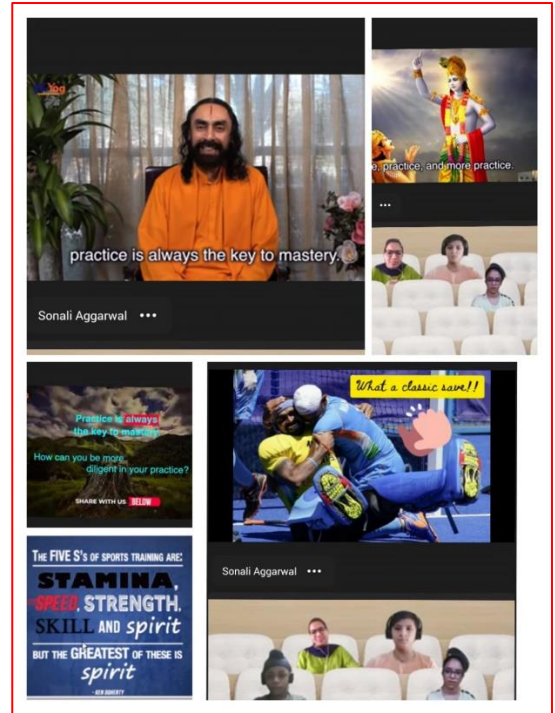 Yog
practice is always the key to mastery.
Sonali Aggarwal •••
e, practice, and more practice.
•••
Practice is always
the key to mastery
How can you be more
diligent in your practice?
SHARE WITH US BELOW
What a classic save!!
Sonali Aggarwal •••
THE FIVE S's OF SPORTS TRAINING ARE:
STAMINA,
SPEED, STRENGTH,
SKILL AND spirit
BUT THE GREATEST OF THESE IS
spirit
- KEN DOHERTY